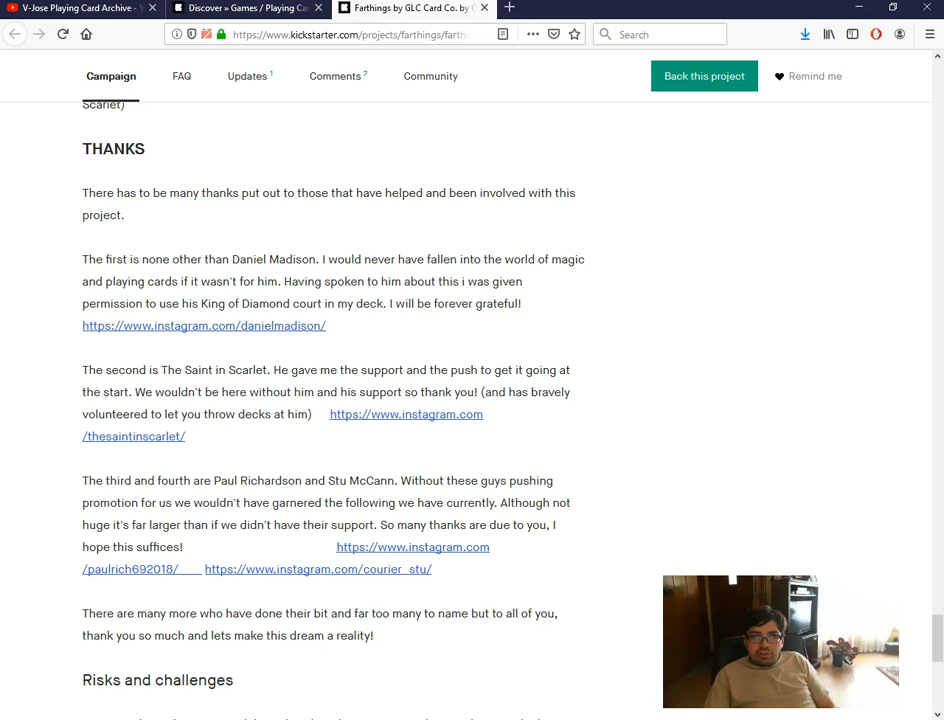 V-Jose Playing Card Archive -
Discover » Games / Playing Ca
Farthings by GLC Card Co. by
https://www.kickstarter.com/projects/farthings/farthi
Search
Campaign
FAQ
Updates 1
Comments 7
Community
Back this project
Remind me
Scarlet)
THANKS
There has to be many thanks put out to those that have helped and been involved with this
project.
The first is none other than Daniel Madison. I would never have fallen into the world of magic
and playing cards if it wasn't for him. Having spoken to him about this i was given
permission to use his King of Diamond court in my deck. I will be forever grateful!
https://www.instagram.com/danielmadison/
The second is The Saint in Scarlet. He gave me the support and the push to get it going at
the start. We wouldn't be here without him and his support so thank you! (and has bravely
volunteered to let you throw decks at him) https://www.instagram.com
/thesaintinscarlet/
The third and fourth are Paul Richardson and Stu McCann. Without these guys pushing
promotion for us we wouldn't have garnered the following we have currently. Although not
huge it's far larger than if we didn't have their support. So many thanks are due to you, I
hope this suffices! https://www.instagram.com
/paulrich692018/ https://www.instagram.com/courier_stu/
There are many more who have done their bit and far too many to name but to all of you,
thank you so much and lets make this dream a reality!
Risks and challenges